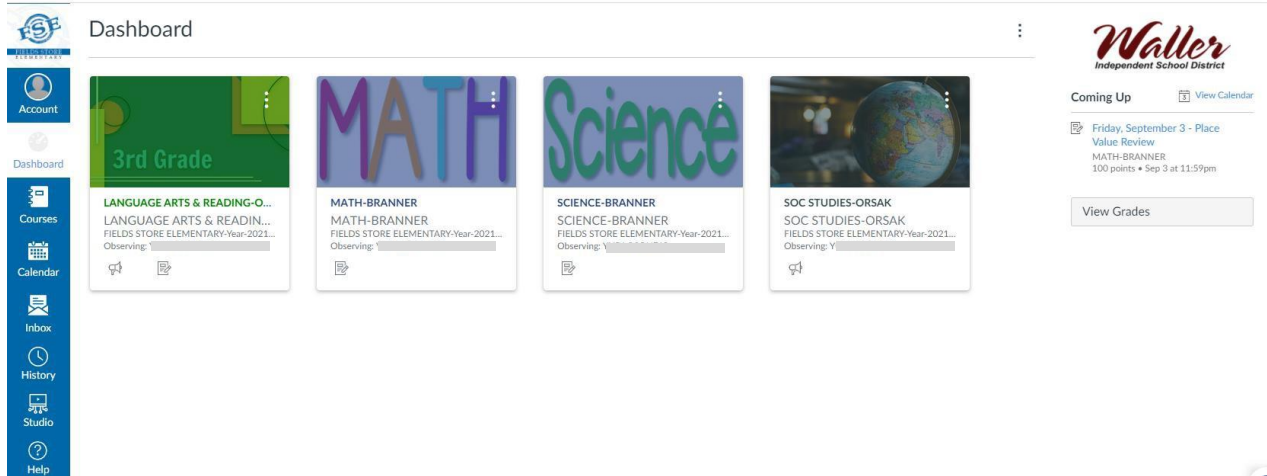 FSE
FIELDS STORE
ELEMENTARY
Account
Dashboard
Courses
Calendar
Inbox
History
Studio
Help
Dashboard
3rd Grade
LANGUAGE ARTS & READING-O...
LANGUAGE ARTS & READIN...
FIELDS STORE ELEMENTARY-Year-2021...
Observing:
MATH
MATH-BRANNER
MATH-BRANNER
FIELDS STORE ELEMENTARY-Year-2021...
Observing:
Science
SCIENCE-BRANNER
SCIENCE-BRANNER
FIELDS STORE ELEMENTARY-Year-2021...
Observing: Y
SOC STUDIES-ORSAK
SOC STUDIES-ORSAK
FIELDS STORE ELEMENTARY-Year-2021...
Observing: Y
Waller
Independent School District
Coming Up
View Calendar
Friday, September 3 - Place
Value Review
MATH-BRANNER
100 points • Sep 3 at 11:59pm
View Grades